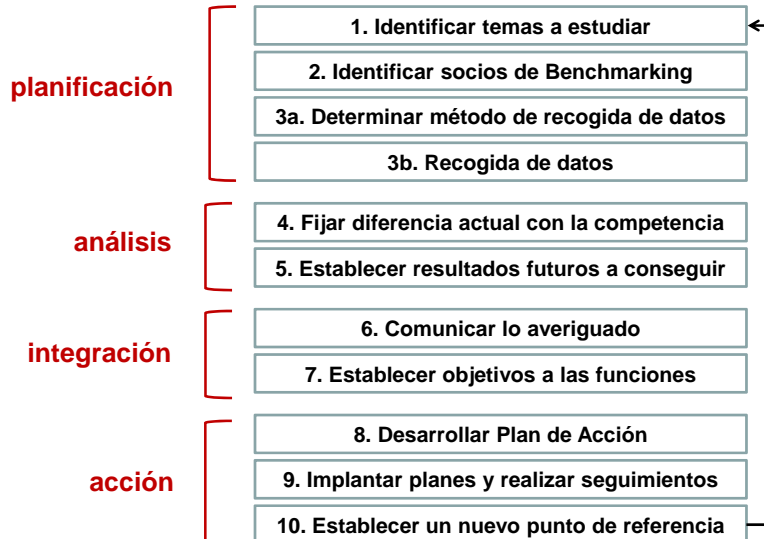 planificación
1. Identificar temas a estudiar
2. Identificar socios de Benchmarking
3a. Determinar método de recogida de datos
3b. Recogida de datos
análisis
4. Fijar diferencia actual con la competencia
5. Establecer resultados futuros a conseguir
integración
6. Comunicar lo averiguado
7. Establecer objetivos a las funciones
acción
8. Desarrollar Plan de Acción
9. Implantar planes y realizar seguimientos
10. Establecer un nuevo punto de referencia